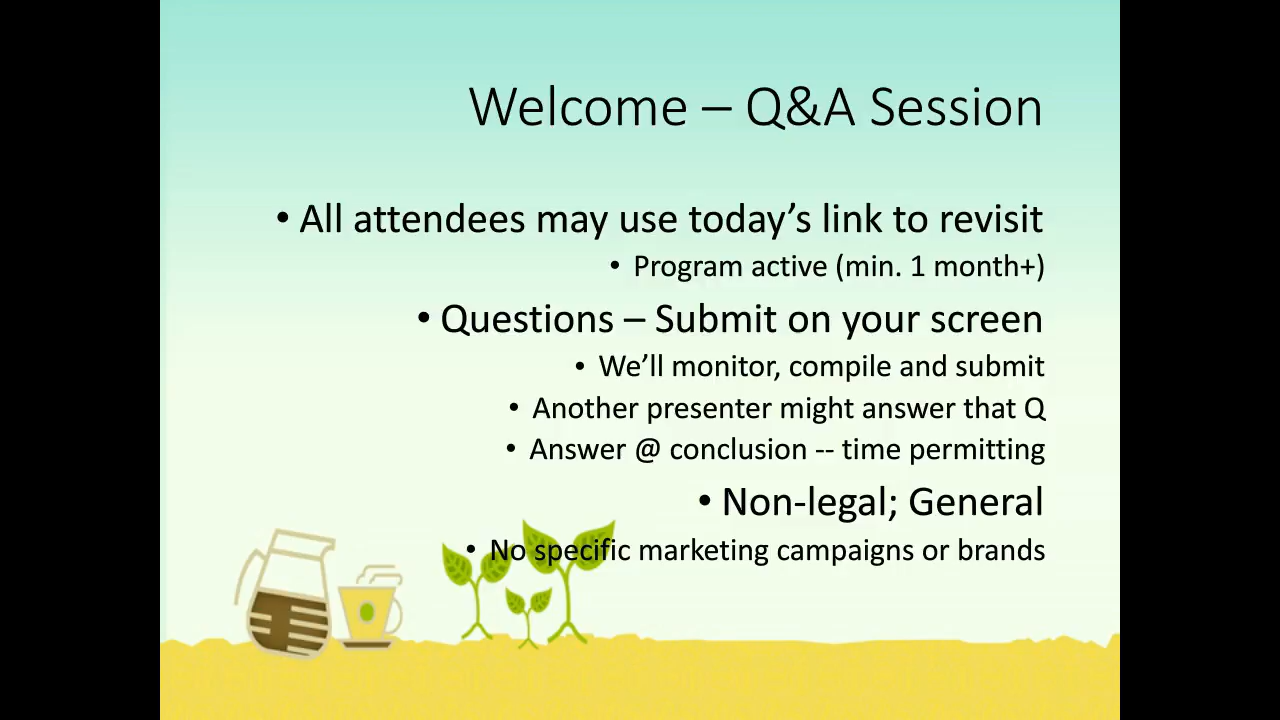 Welcome – Q&A Session
• All attendees may use today’s link to revisit
• Program active (min. 1 month+)
• Questions – Submit on your screen
• We’ll monitor, compile and submit
• Another presenter might answer that Q
• Answer @ conclusion -- time permitting
• Non-legal; General
• No specific marketing campaigns or brands